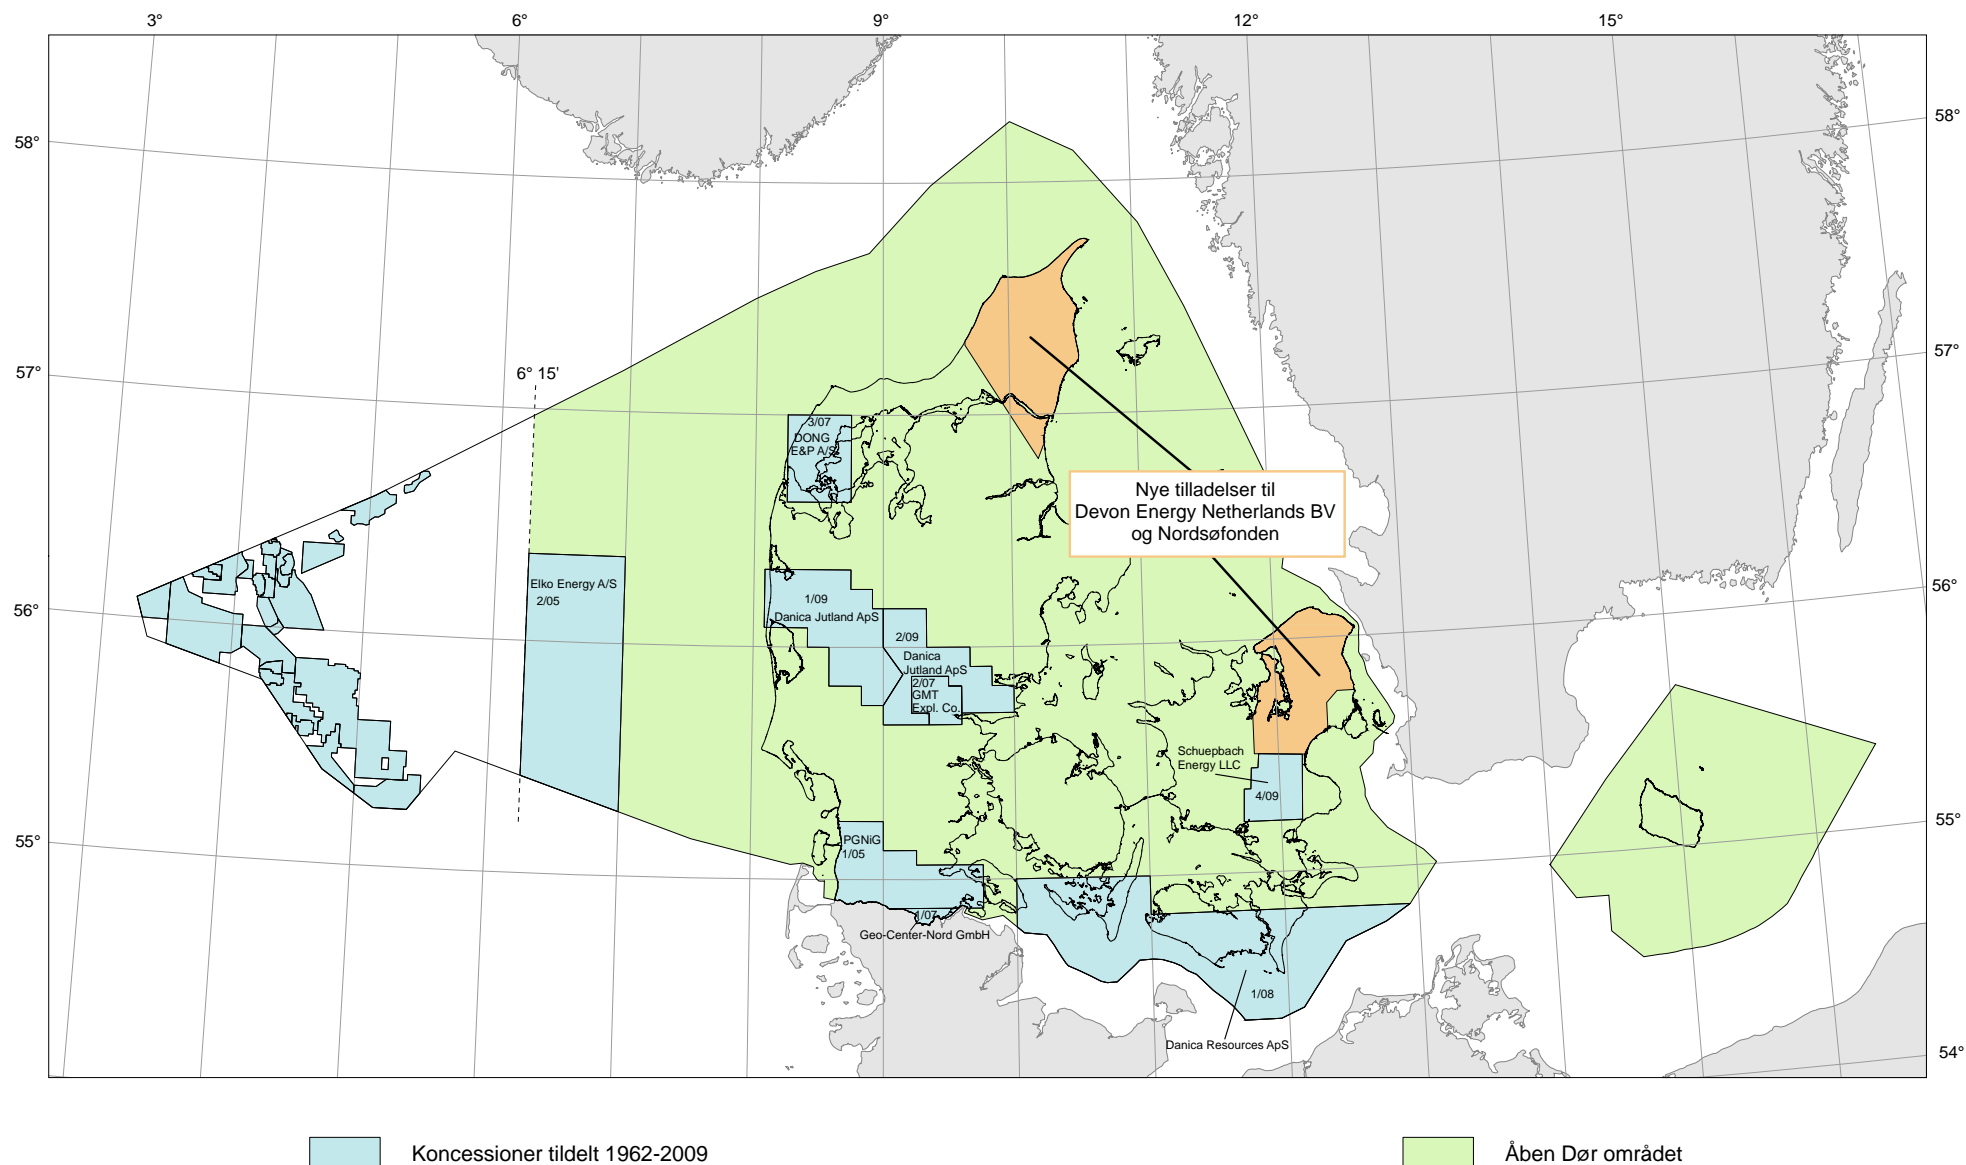 3°
6°
9°
12°
15°
58°
58°
57°
57°
56°
56°
55°
55°
54°
6° 15'
3/07
DONG
E&P A/S
Nye tilladelser til
Devon Energy Netherlands BV
og Nordsøfonden
Elko Energy A/S
2/05
1/09
Danica Jutland ApS
2/09
Danica
Jutland ApS
2/07
GMT
Expl. Co.
Schuepbach
Energy LLC
4/09
PGNiG
1/05
1/07
Geo-Center-Nord GmbH
1/08
Danica Resources ApS
Koncessioner tildelt 1962-2009
Åben Dør området